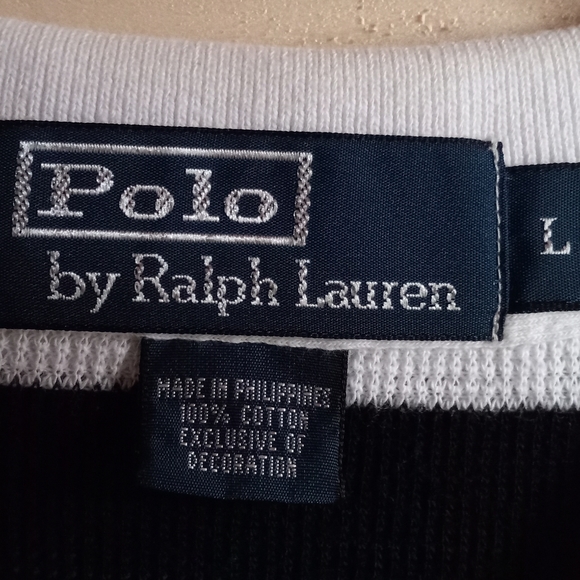 Polo
by Ralph Lauren
L
MADE IN PHILIPPINES
100% COTTON
EXCLUSIVE OF
DECORATION